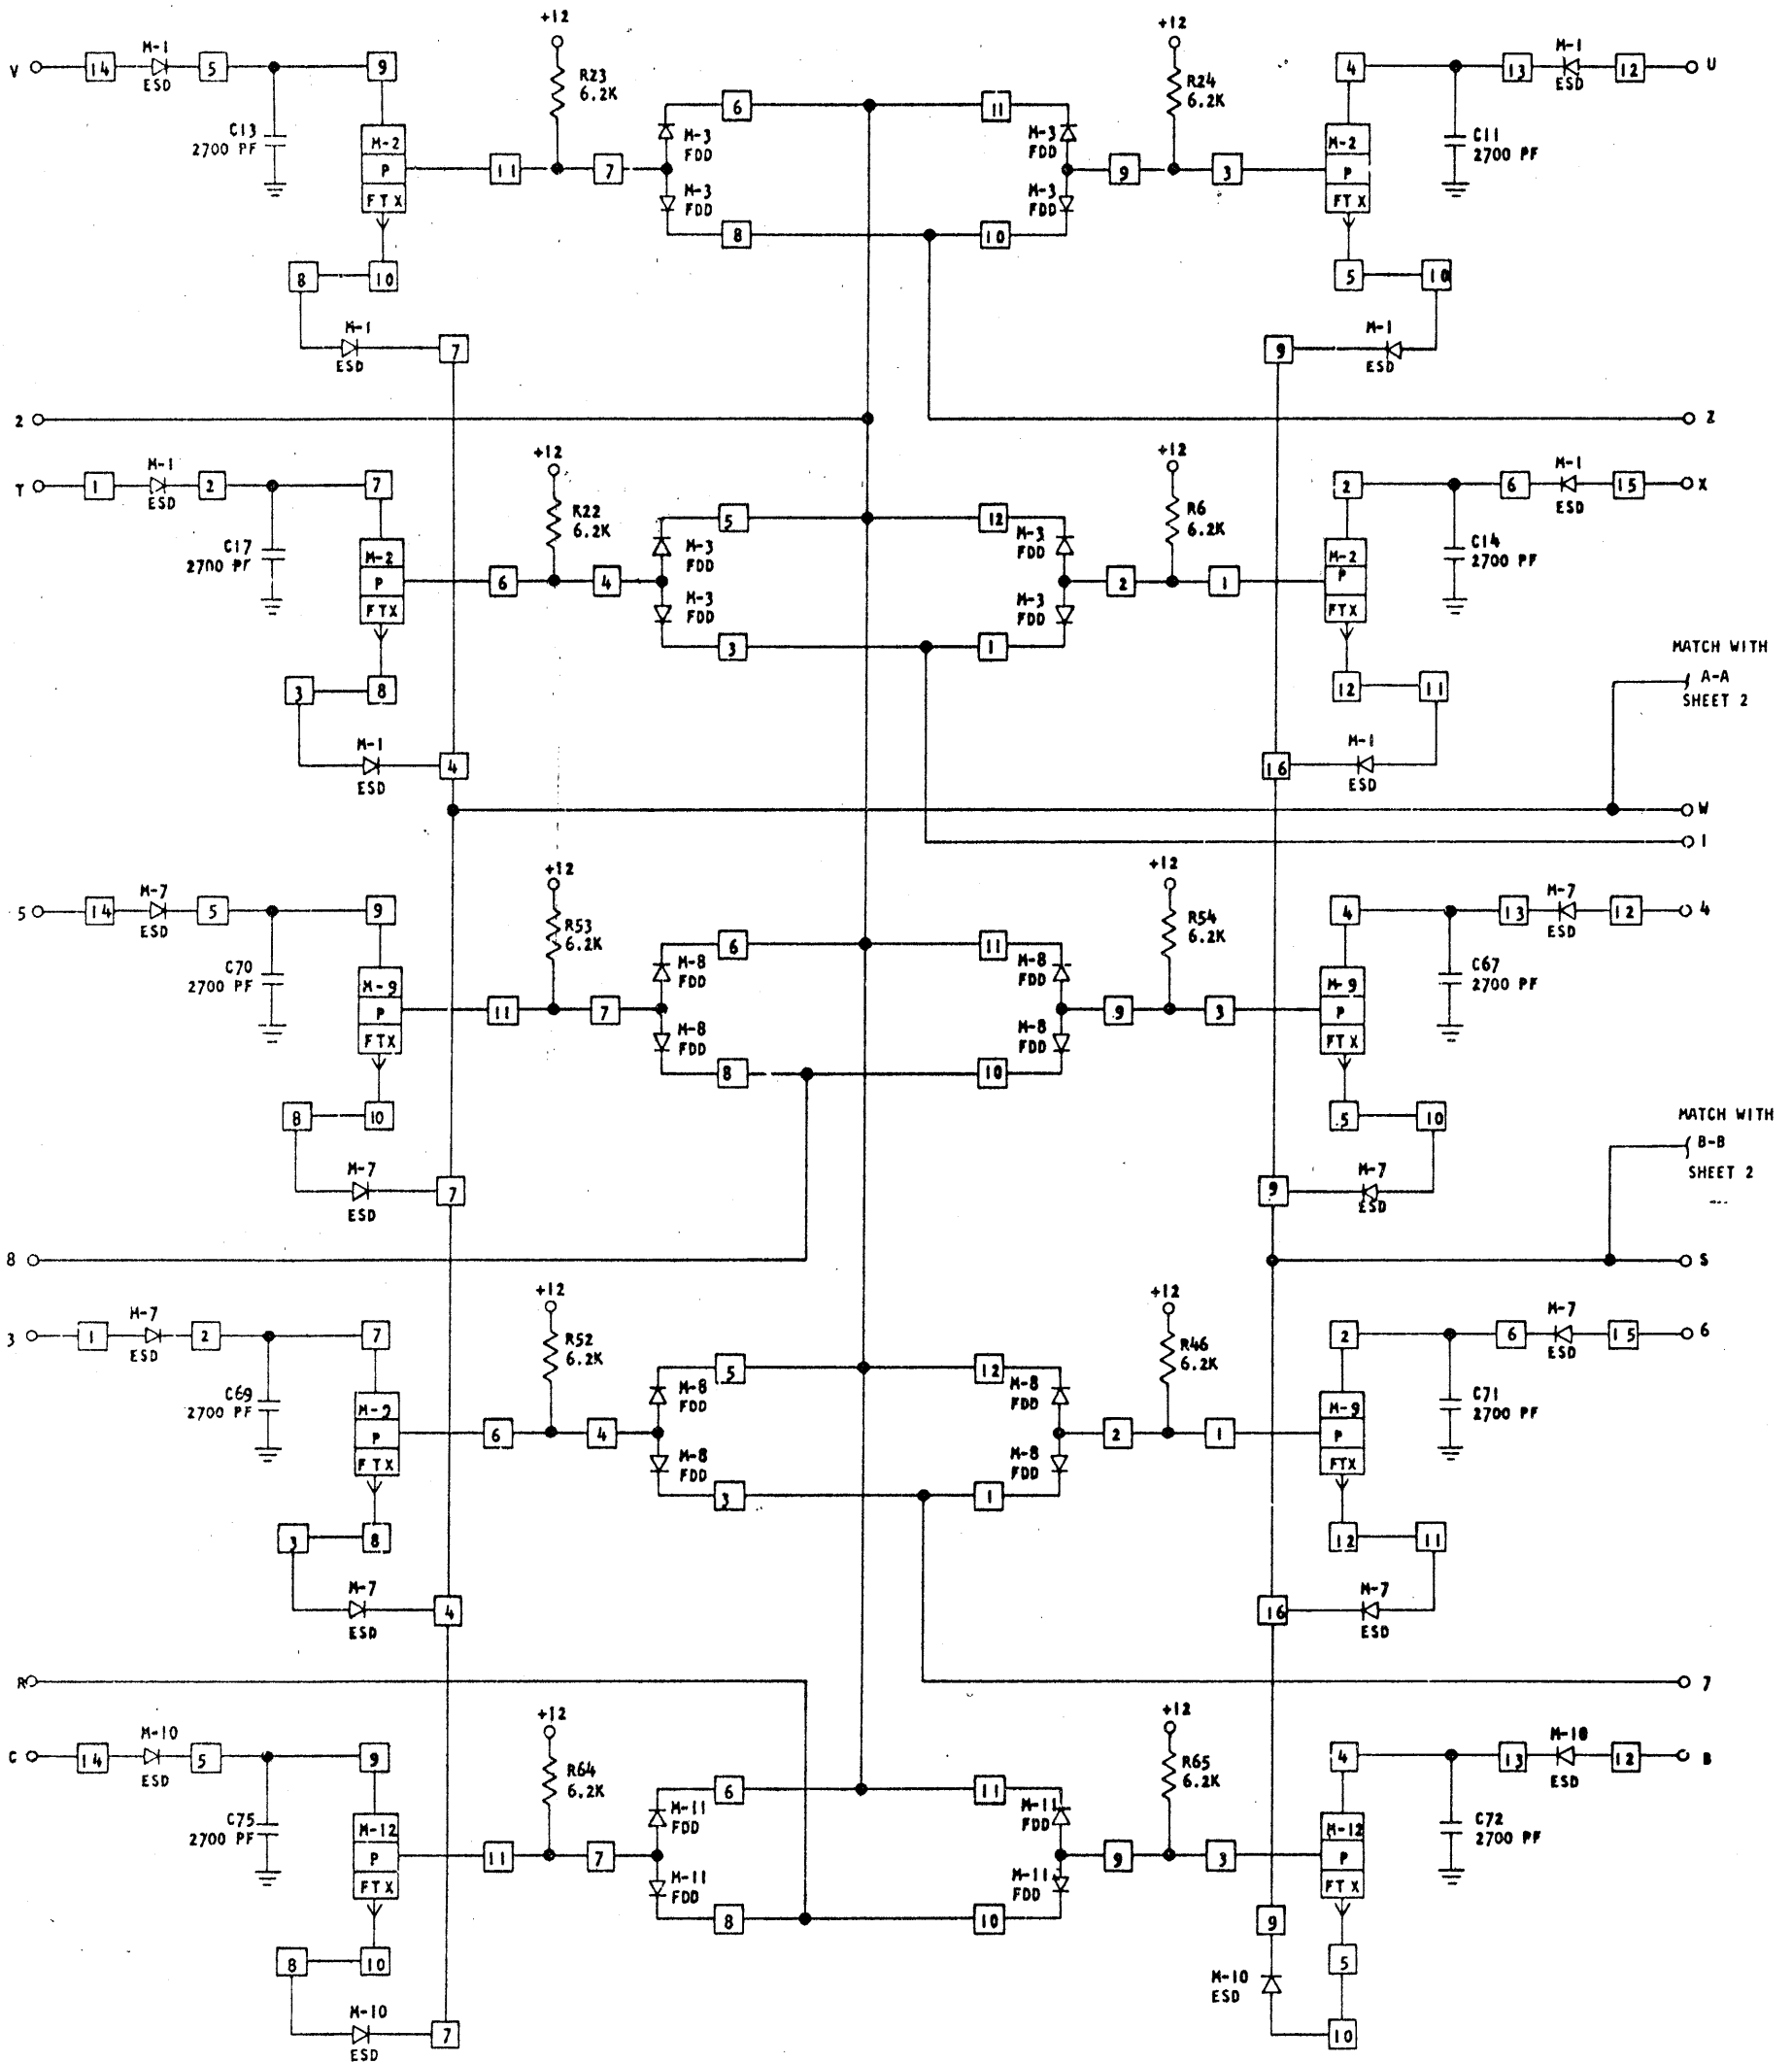 +12 +12
V 14 M-1 5 9 4 13 M-1 12 U
ESD ESD
R23 6.2K R24 6.2K
C13 2700 PF C11 2700 PF
6 11
M-3 FDD M-3 FDD
M-2 P FTX 11 7 9 3 M-2 P FTX
M-3 FDD M-3 FDD
8 10
8 10 5 10
M-1 ESD 7 9 M-1 ESD
2 Z
+12 +12
T 1 M-1 2 7 2 6 M-1 15 X
ESD ESD
R22 6.2K R6 6.2K
C17 2700 PF C14 2700 PF
5 12
M-3 FDD M-3 FDD
M-2 P FTX 6 4 2 1 M-2 P FTX
M-3 FDD M-3 FDD
3 1
MATCH WITH
A-A
SHEET 2
3 8 12 11
M-1 ESD 4 16 M-1 ESD
W
1
+12 +12
5 14 M-7 5 9 4 13 M-7 12 4
ESD ESD
R53 6.2K R54 6.2K
C70 2700 PF C67 2700 PF
6 11
M-8 FDD M-8 FDD
M-9 P FTX 11 7 9 3 M-9 P FTX
M-8 FDD M-8 FDD
8 10
8 10 5 10
MATCH WITH
B-B
SHEET 2
M-7 ESD 7 9 M-7 ESD
8 S
+12 +12
3 1 M-7 2 7 2 6 M-7 15 6
ESD ESD
R52 6.2K R46 6.2K
C69 2700 PF C71 2700 PF
5 12
M-8 FDD M-8 FDD
M-9 P FTX 6 4 2 1 M-9 P FTX
M-8 FDD M-8 FDD
3 1
3 8 12 11
M-7 ESD 4 16 M-7 ESD
R 7
+12 +12
C 14 M-10 5 9 4 13 M-10 12 B
ESD ESD
R64 6.2K R65 6.2K
C75 2700 PF C72 2700 PF
6 11
M-11 FDD M-11 FDD
M-12 P FTX 11 7 9 3 M-12 P FTX
M-11 FDD M-11 FDD
8 10
9
8 10 5
M-10 ESD
M-10 ESD 7 10